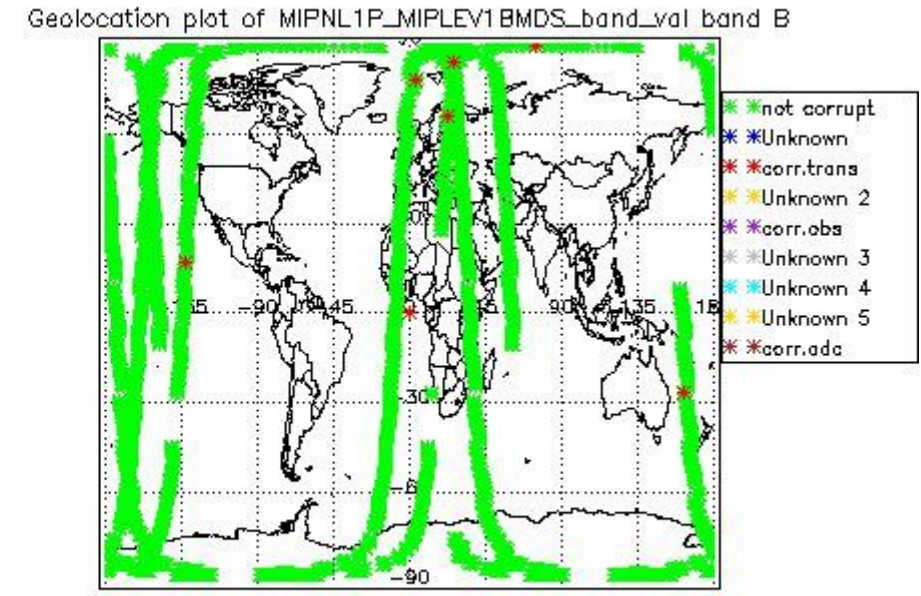 Geolocation plot of MIPNL1P_MIPLEV1BMDS_band_val band B
not corrupt
Unknown
corr.trans
Unknown 2
corr.obs
Unknown 3
Unknown 4
Unknown 5
corr.adc
-90
45
90
135
-30
-90